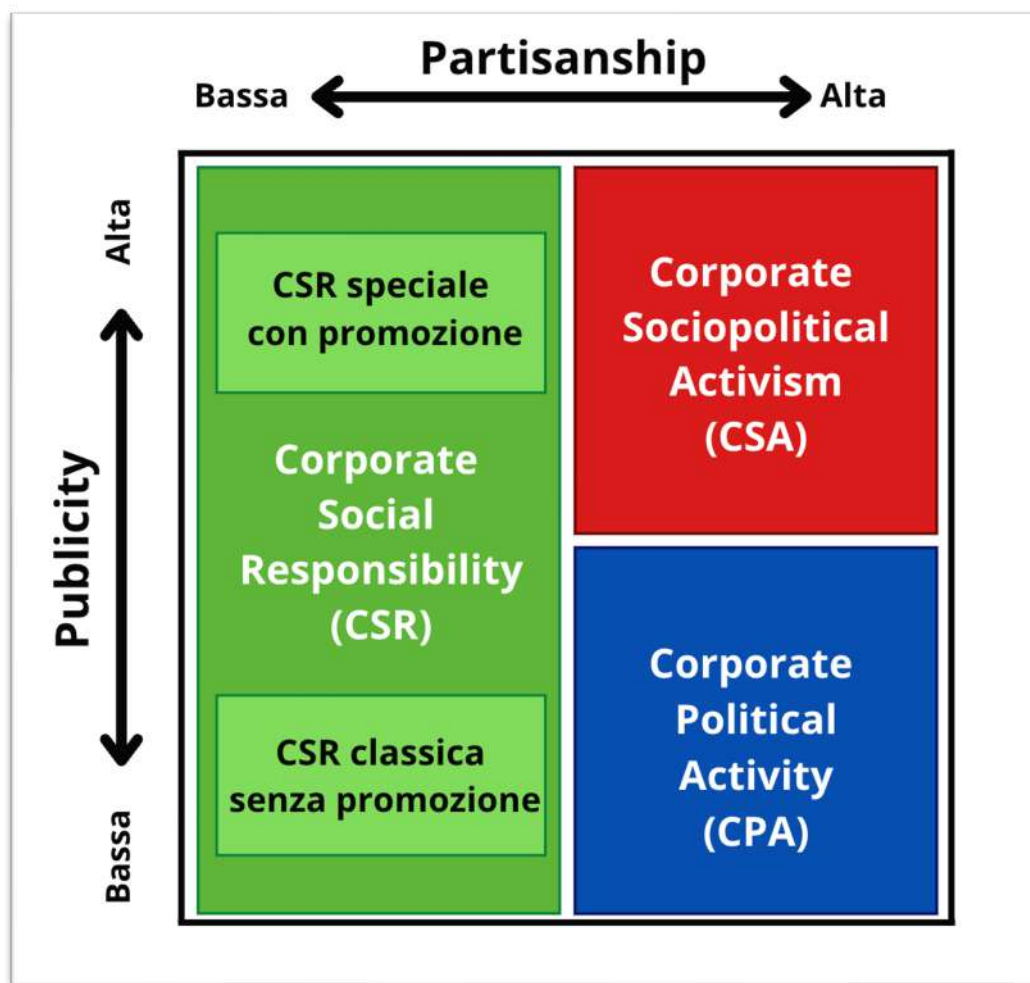 Partisanship
Bassa
Alta
Publicity
Alta
Bassa
CSR speciale
con promozione
Corporate
Social
Responsibility
(CSR)
CSR classica
senza promozione
Corporate
Sociopolitical
Activism
(CSA)
Corporate
Political
Activity
(CPA)